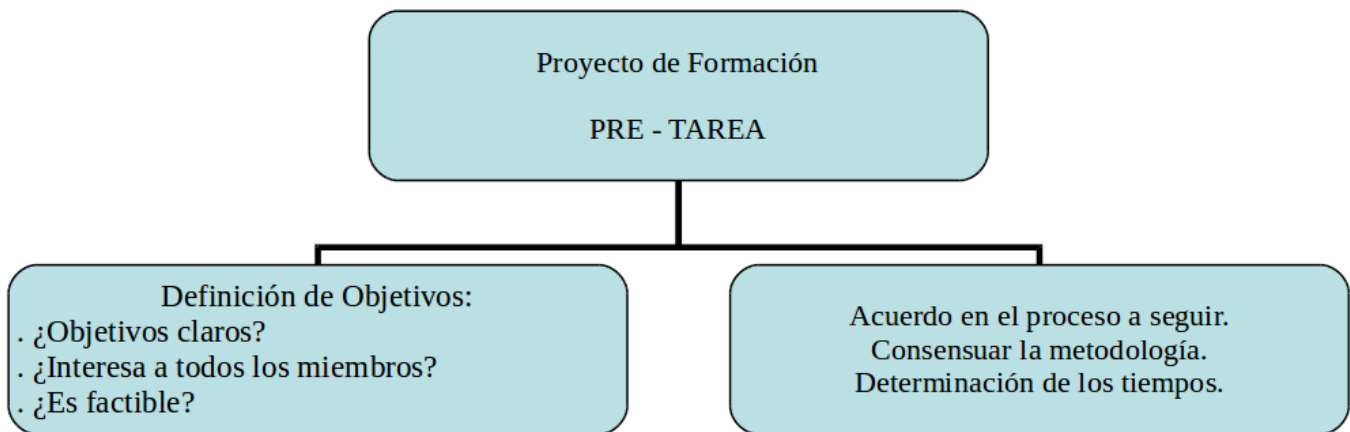 Proyecto de Formación
PRE - TAREA
Definición de Objetivos:
. ¿Objetivos claros?
. ¿Interesa a todos los miembros?
. ¿Es factible?
Acuerdo en el proceso a seguir.
Consensuar la metodología.
Determinación de los tiempos.